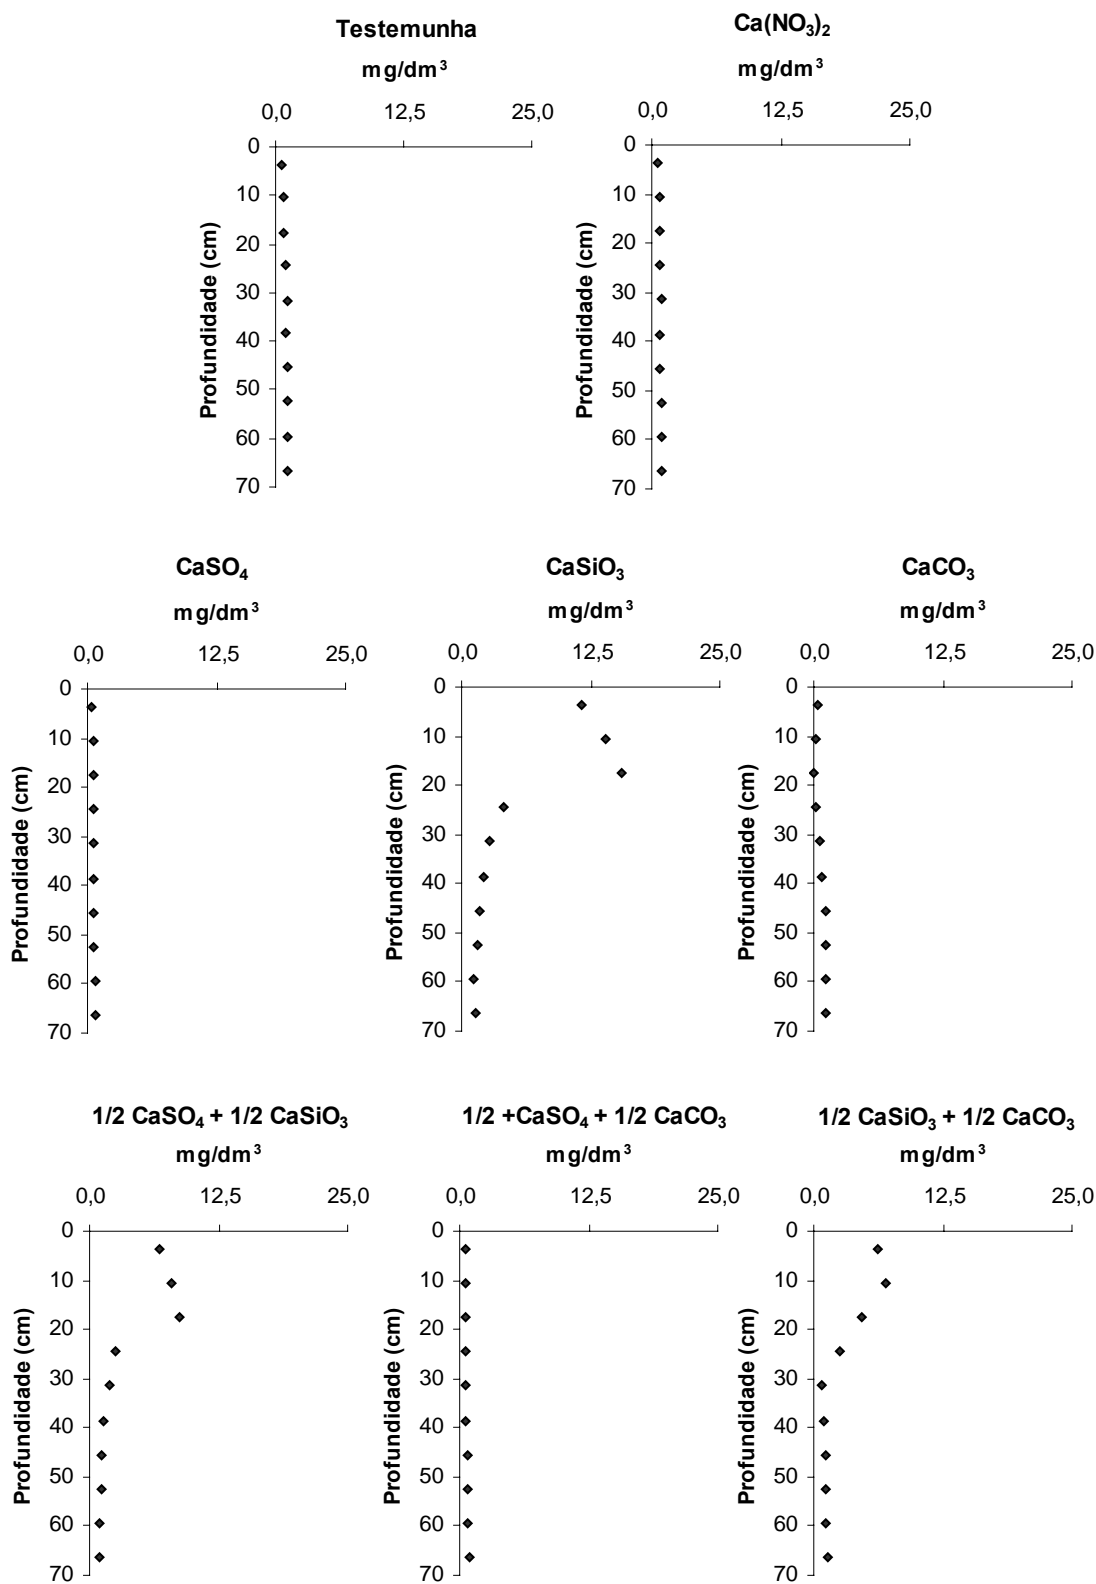 Testemunha
mg/dm³
0,0 12,5 25,0
0
10
20
30
40
50
60
70
Profundidade (cm)
Ca(NO₃)₂
mg/dm³
0,0 12,5 25,0
0
10
20
30
40
50
60
70
Profundidade (cm)
CaSO₄
mg/dm³
0,0 12,5 25,0
0
10
20
30
40
50
60
70
Profundidade (cm)
CaSiO₃
mg/dm³
0,0 12,5 25,0
0
10
20
30
40
50
60
70
Profundidade (cm)
CaCO₃
mg/dm³
0,0 12,5 25,0
0
10
20
30
40
50
60
70
Profundidade (cm)
1/2 CaSO₄ + 1/2 CaSiO₃
mg/dm³
0,0 12,5 25,0
0
10
20
30
40
50
60
70
Profundidade (cm)
1/2 +CaSO₄ + 1/2 CaCO₃
mg/dm³
0,0 12,5 25,0
0
10
20
30
40
50
60
70
Profundidade (cm)
1/2 CaSiO₃ + 1/2 CaCO₃
mg/dm³
0,0 12,5 25,0
0
10
20
30
40
50
60
70
Profundidade (cm)